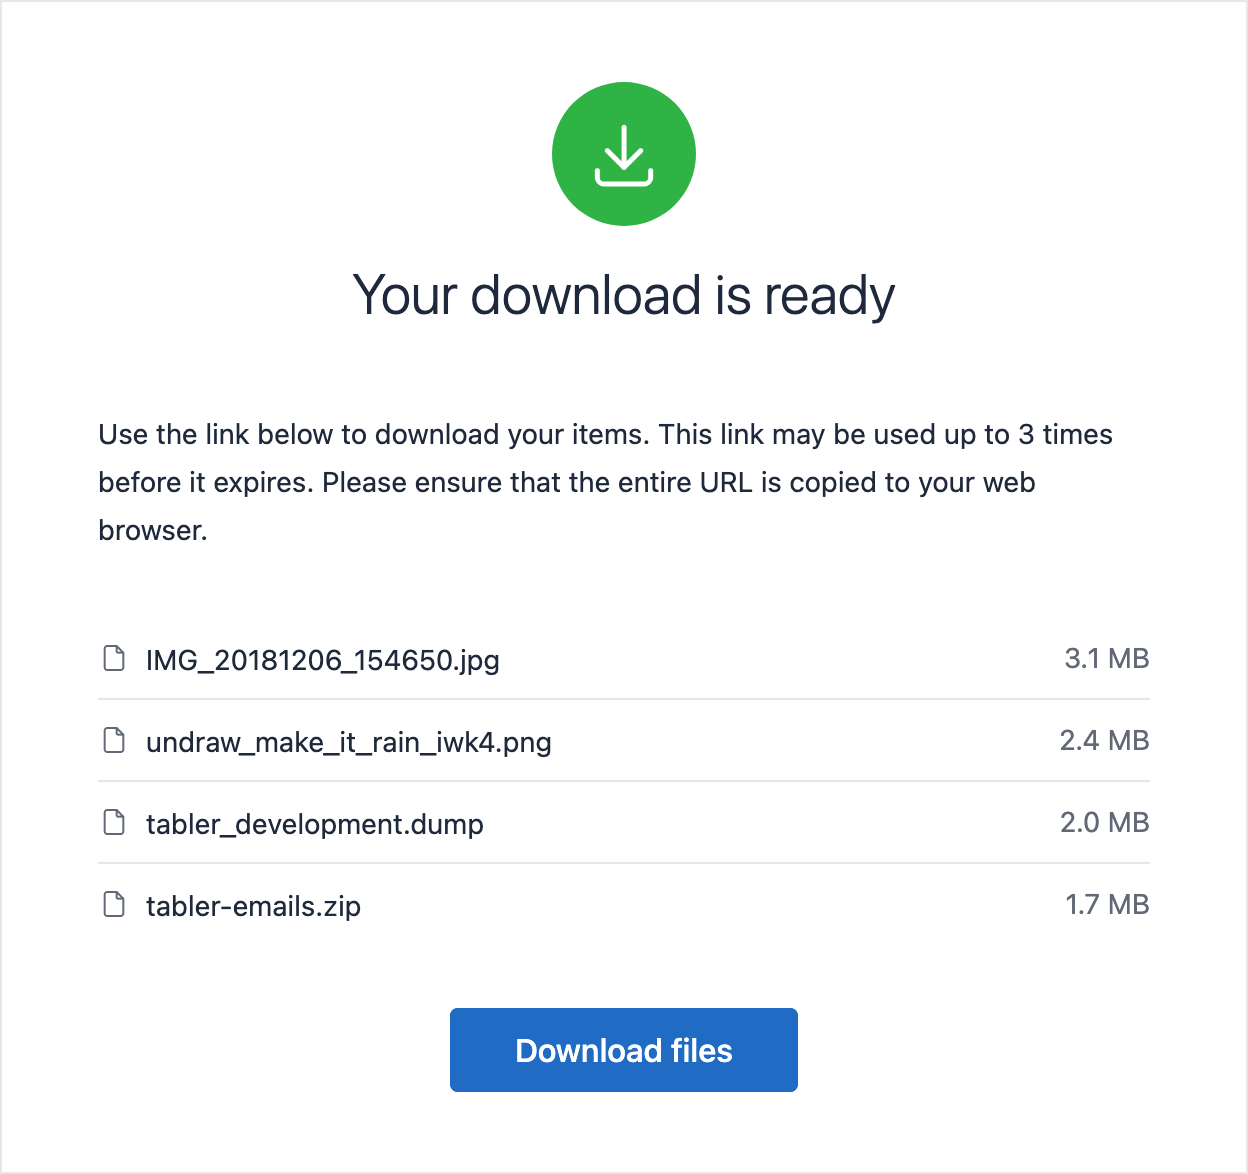 Your download is ready
Use the link below to download your items. This link may be used up to 3 times
before it expires. Please ensure that the entire URL is copied to your web
browser.
IMG_20181206_154650.jpg 3.1 MB
undraw_make_it_rain_iwk4.png 2.4 MB
tabler_development.dump 2.0 MB
tabler-emails.zip 1.7 MB
Download files